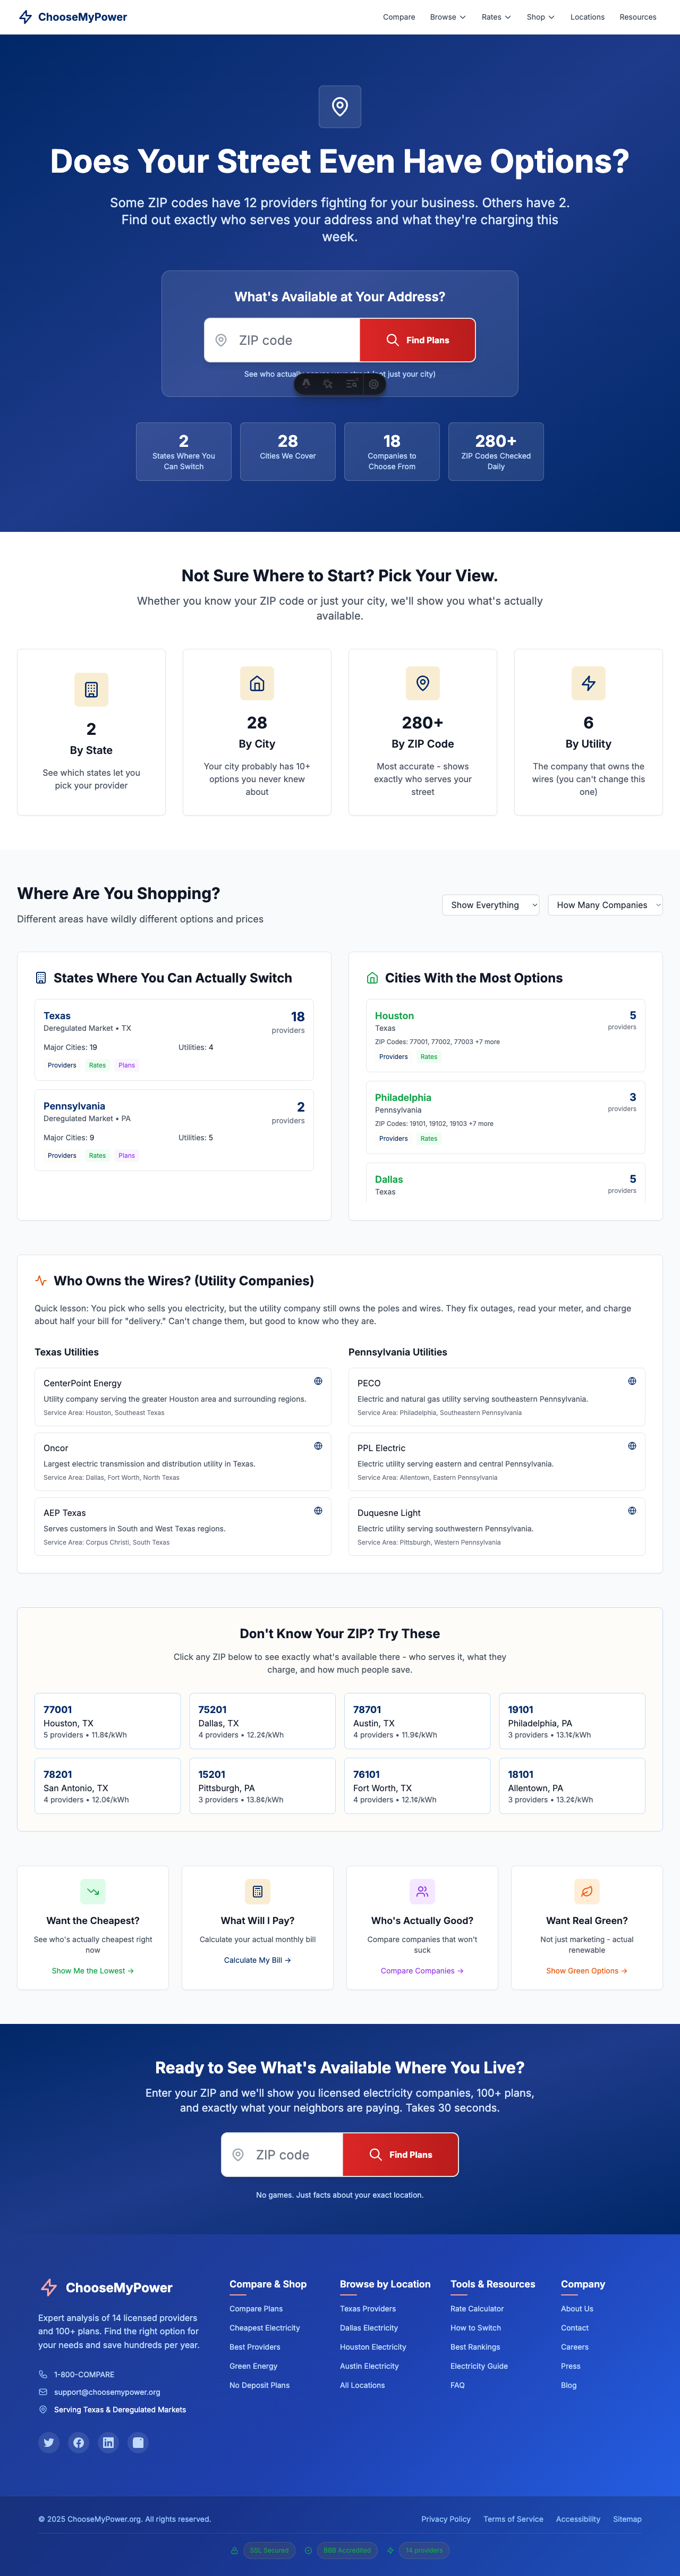 ChooseMyPower
Compare Browse Rates Shop Locations Resources
Does Your Street Even Have Options?
Some ZIP codes have 12 providers fighting for your business. Others have 2.
Find out exactly who serves your address and what they're charging this
week.
What's Available at Your Address?
ZIP code Find Plans
See who actually serves your street (not just your city)
2 28 18 280+
States Where You Cities We Cover Companies to ZIP Codes Checked
Can Switch Choose From Daily
Not Sure Where to Start? Pick Your View.
Whether you know your ZIP code or just your city, we'll show you what's actually
available.
2
By State
See which states let you
pick your provider
28
By City
Your city probably has 10+
options you never knew
about
280+
By ZIP Code
Most accurate - shows
exactly who serves your
street
6
By Utility
The company that owns the
wires (you can't change this
one)
Where Are You Shopping?
Different areas have wildly different options and prices
Show Everything How Many Companies
States Where You Can Actually Switch
Texas 18
Deregulated Market • TX providers
Major Cities: 19 Utilities: 4
Providers Rates Plans
Pennsylvania 2
Deregulated Market • PA providers
Major Cities: 9 Utilities: 5
Providers Rates Plans
Cities With the Most Options
Houston 5
Texas providers
ZIP Codes: 77001, 77002, 77003 +7 more
Providers Rates
Philadelphia 3
Pennsylvania providers
ZIP Codes: 19101, 19102, 19103 +7 more
Providers Rates
Dallas 5
Texas providers
Who Owns the Wires? (Utility Companies)
Quick lesson: You pick who sells you electricity, but the utility company still owns the poles and wires. They fix outages, read your meter, and charge
about half your bill for "delivery." Can't change them, but good to know who they are.
Texas Utilities
CenterPoint Energy
Utility company serving the greater Houston area and surrounding regions.
Service Area: Houston, Southeast Texas
Oncor
Largest electric transmission and distribution utility in Texas.
Service Area: Dallas, Fort Worth, North Texas
AEP Texas
Serves customers in South and West Texas regions.
Service Area: Corpus Christi, South Texas
Pennsylvania Utilities
PECO
Electric and natural gas utility serving southeastern Pennsylvania.
Service Area: Philadelphia, Southeastern Pennsylvania
PPL Electric
Electric utility serving eastern and central Pennsylvania.
Service Area: Allentown, Eastern Pennsylvania
Duquesne Light
Electric utility serving southwestern Pennsylvania.
Service Area: Pittsburgh, Western Pennsylvania
Don't Know Your ZIP? Try These
Click any ZIP below to see exactly what's available there - who serves it, what they
charge, and how much people save.
77001
Houston, TX
5 providers • 11.8¢/kWh
75201
Dallas, TX
4 providers • 12.2¢/kWh
78701
Austin, TX
4 providers • 11.9¢/kWh
19101
Philadelphia, PA
3 providers • 13.1¢/kWh
78201
San Antonio, TX
4 providers • 12.0¢/kWh
15201
Pittsburgh, PA
3 providers • 13.8¢/kWh
76101
Fort Worth, TX
4 providers • 12.1¢/kWh
18101
Allentown, PA
3 providers • 13.2¢/kWh
Want the Cheapest?
See who's actually cheapest right
now
Show Me the Lowest →
What Will I Pay?
Calculate your actual monthly bill
Calculate My Bill →
Who's Actually Good?
Compare companies that won't
suck
Compare Companies →
Want Real Green?
Not just marketing - actual
renewable
Show Green Options →
Ready to See What's Available Where You Live?
Enter your ZIP and we'll show you licensed electricity companies, 100+ plans,
and exactly what your neighbors are paying. Takes 30 seconds.
ZIP code Find Plans
No games. Just facts about your exact location.
ChooseMyPower
Expert analysis of 14 licensed providers
and 100+ plans. Find the right option for
your needs and save hundreds per year.
1-800-COMPARE
support@choosemypower.org
Serving Texas & Deregulated Markets
Compare & Shop
Compare Plans
Cheapest Electricity
Best Providers
Green Energy
No Deposit Plans
Browse by Location
Texas Providers
Dallas Electricity
Houston Electricity
Austin Electricity
All Locations
Tools & Resources
Rate Calculator
How to Switch
Best Rankings
Electricity Guide
FAQ
Company
About Us
Contact
Careers
Press
Blog
© 2025 ChooseMyPower.org. All rights reserved.
Privacy Policy Terms of Service Accessibility Sitemap
SSL Secured BBB Accredited 14 providers